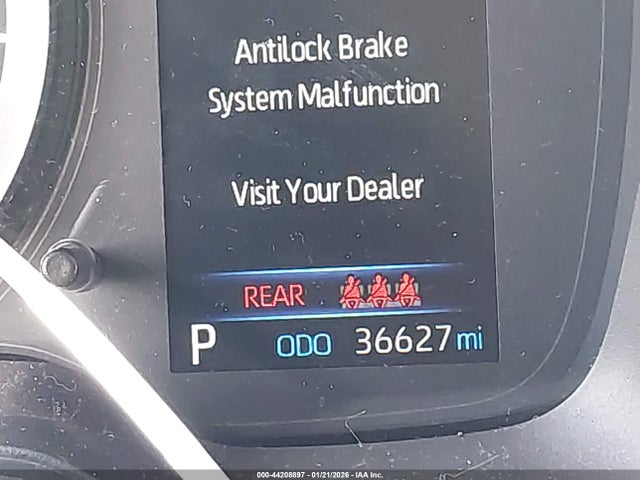 Antilock Brake
System Malfunction
Visit Your Dealer
REAR
P ODO 36627 mi
000-44208897 - 01/21/2026 - IAA Inc.